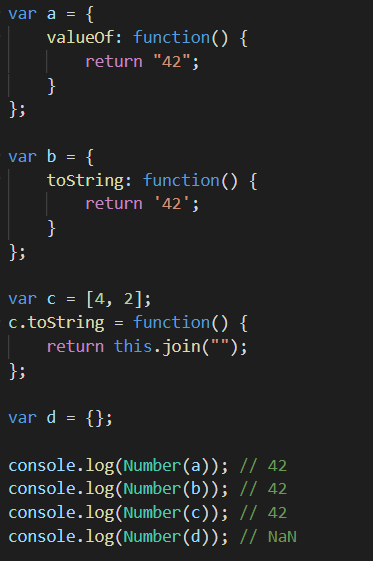 var a = {
    valueOf: function() {
        return "42";
    }
};

var b = {
    toString: function() {
        return '42';
    }
};

var c = [4, 2];
c.toString = function() {
    return this.join("");
};

var d = {};

console.log(Number(a)); // 42
console.log(Number(b)); // 42
console.log(Number(c)); // 42
console.log(Number(d)); // NaN